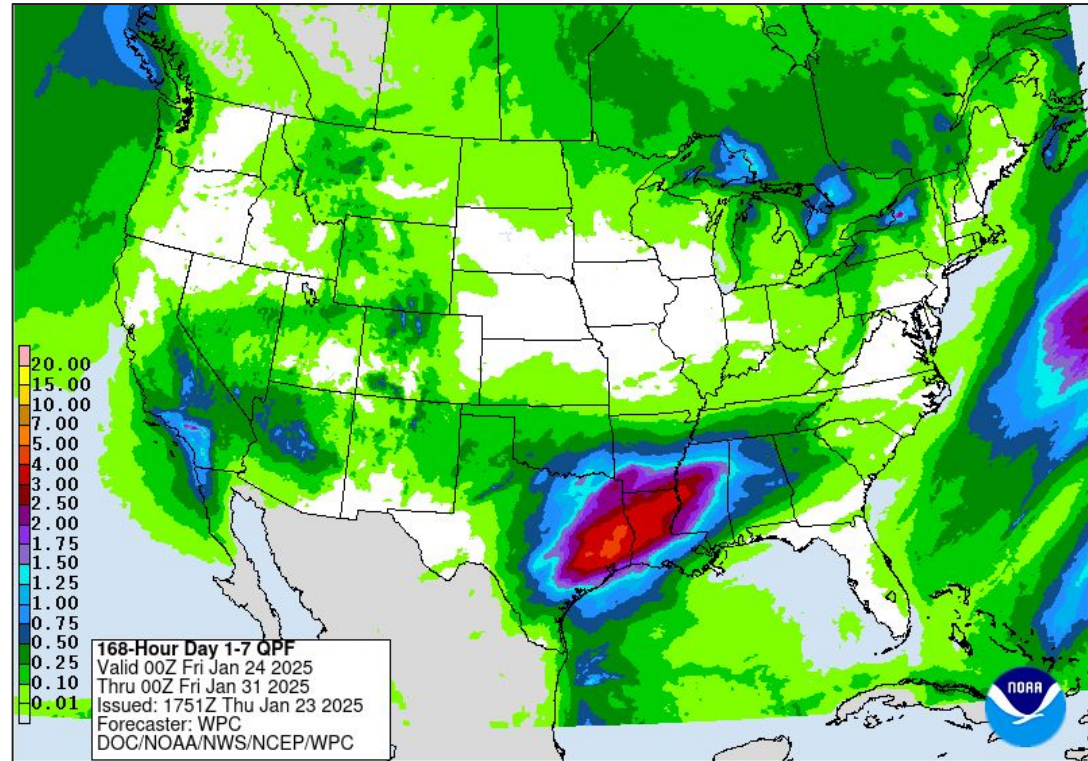 20.00
15.00
10.00
7.00
5.00
4.00
3.00
2.50
2.00
1.75
1.50
1.25
1.00
0.75
0.50
0.25
0.10
0.01
168-Hour Day 1-7 QPF
Valid 00Z Fri Jan 24 2025
Thru 00Z Fri Jan 31 2025
Issued: 1751Z Thu Jan 23 2025
Forecaster: WPC
DOC/NOAA/NWS/NCEP/WPC
NOAA